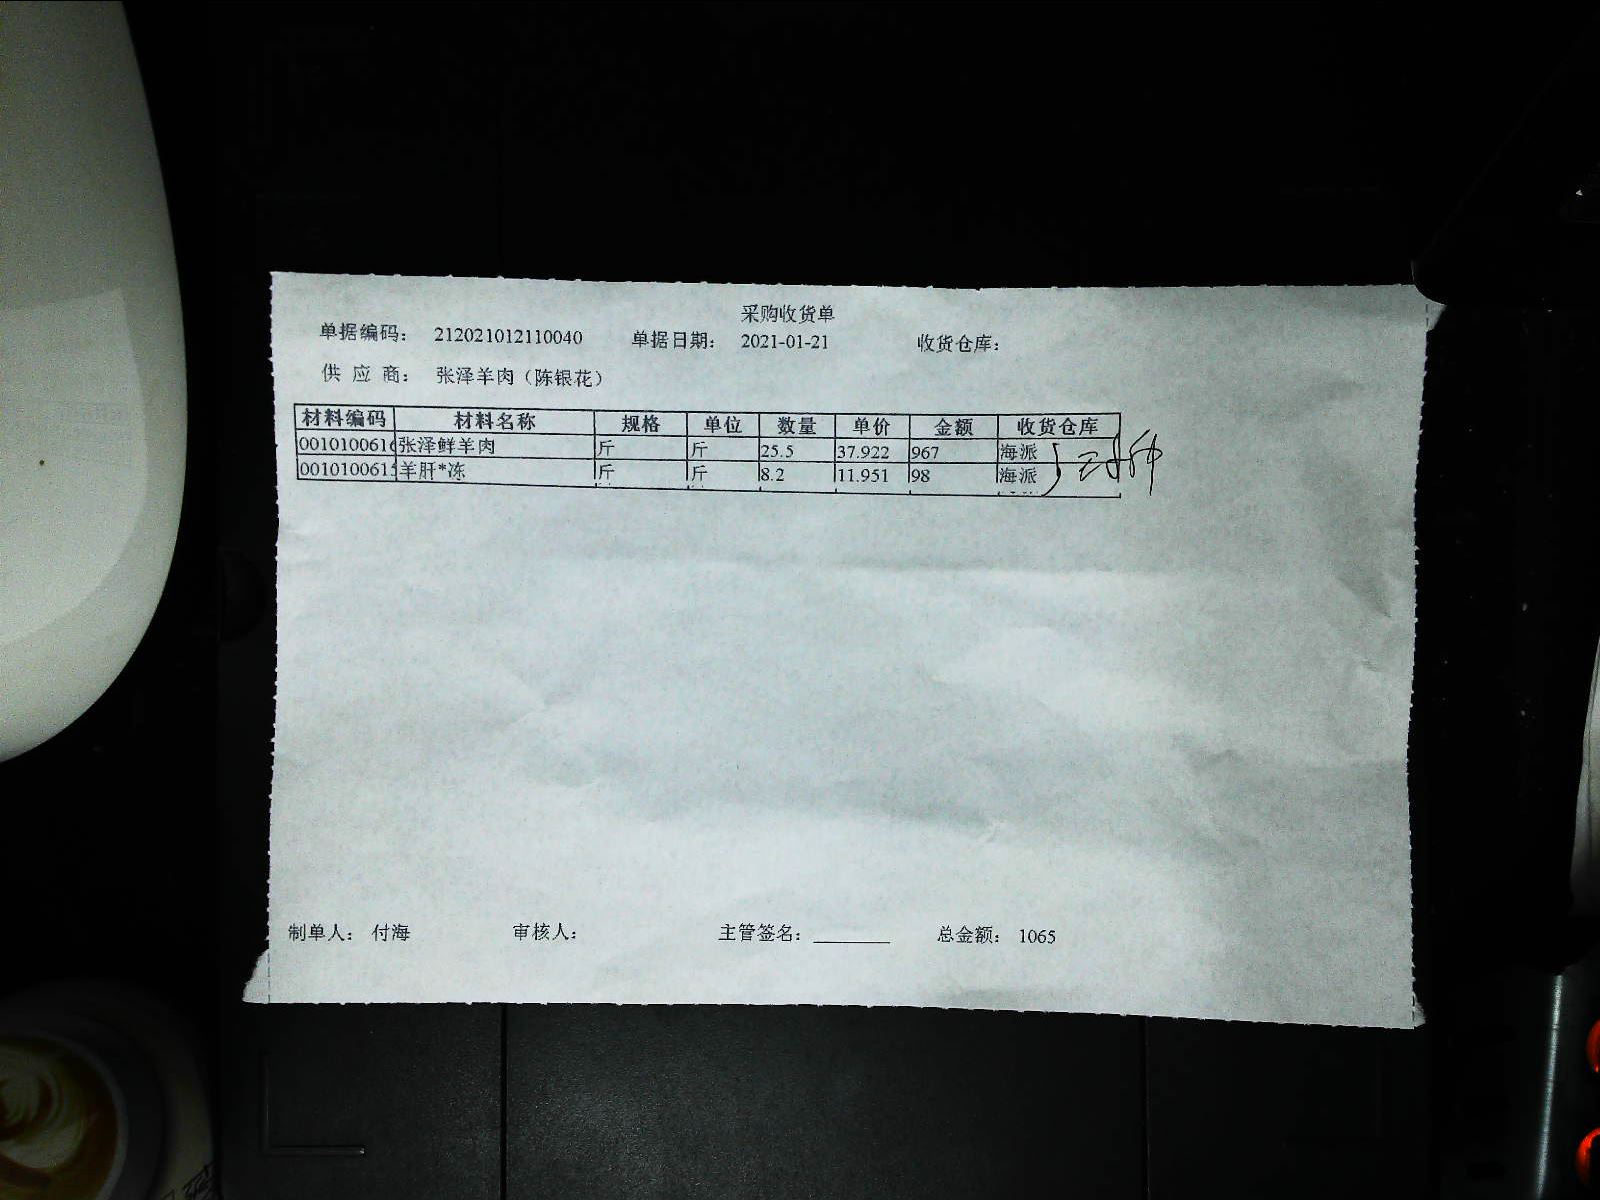 采购收货单
单据编码： 212021012110040 单据日期： 2021-01-21 收货仓库：
供 应 商： 张泽羊肉（陈银花）
材料编码 材料名称 规格 单位 数量 单价 金额 收货仓库
001010061 张泽鲜羊肉 斤 斤 25.5 37.922 967 海派
001010061 羊肝*冻 斤 斤 8.2 11.951 98 海派
制单人： 付海 审核人： 主管签名： ________ 总金额： 1065